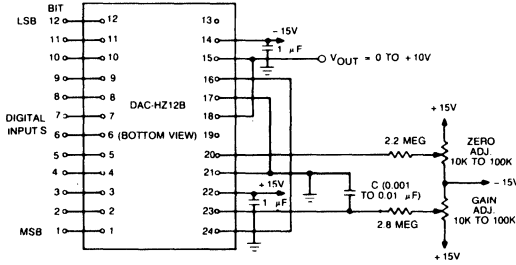 BIT
LSB 12 12 13
11 11 14 - 15V
1 μF
10 10 15 VOUT = 0 TO +10V
9 9 16
8 8 DAC-HZ12B 17
DIGITAL
INPUTS
7 7 18
6 6 (BOTTOM VIEW) 19
5 5 20 2.2 MEG
4 4 21
3 3 22 + 15V
1 μF
2 2 23
MSB 1 1 24
C (0.001
TO 0.01 μF)
2.8 MEG
+ 15V
ZERO
ADJ.
10K TO 100K
- 15V
GAIN
ADJ.
10K TO 100K
+ 15V